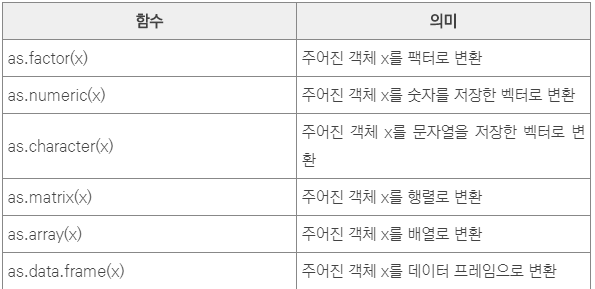 함수 의미
as.factor(x) 주어진 객체 x를 팩터로 변환
as.numeric(x) 주어진 객체 x를 숫자를 저장한 벡터로 변환
as.character(x) 주어진 객체 x를 문자열을 저장한 벡터로 변
환
as.matrix(x) 주어진 객체 x를 행렬로 변환
as.array(x) 주어진 객체 x를 배열로 변환
as.data.frame(x) 주어진 객체 x를 데이터 프레임으로 변환